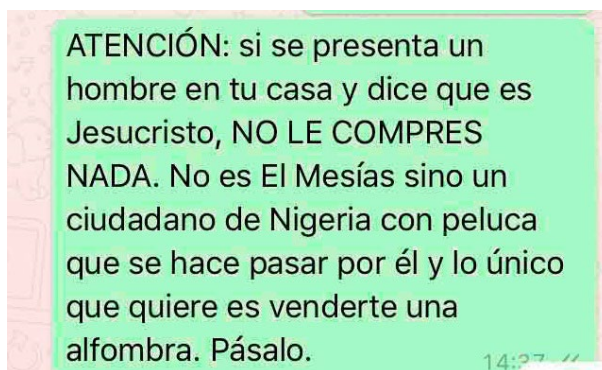 ATENCIÓN: si se presenta un
hombre en tu casa y dice que es
Jesucristo, NO LE COMPRES
NADA. No es El Mesías sino un
ciudadano de Nigeria con peluca
que se hace pasar por él y lo único
que quiere es venderte una
alfombra. Pásalo.
14:37